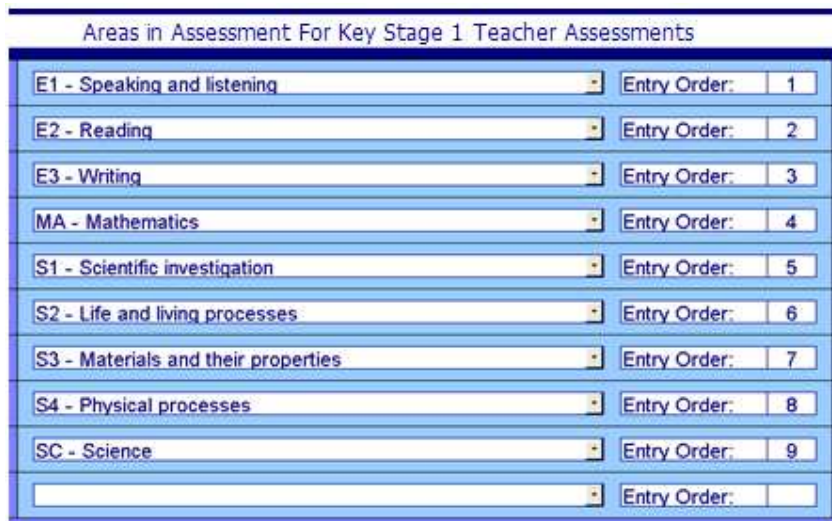 Areas in Assessment For Key Stage 1 Teacher Assessments
E1 - Speaking and listening Entry Order: 1
E2 - Reading Entry Order: 2
E3 - Writing Entry Order: 3
MA - Mathematics Entry Order: 4
S1 - Scientific investigation Entry Order: 5
S2 - Life and living processes Entry Order: 6
S3 - Materials and their properties Entry Order: 7
S4 - Physical processes Entry Order: 8
SC - Science Entry Order: 9
Entry Order: